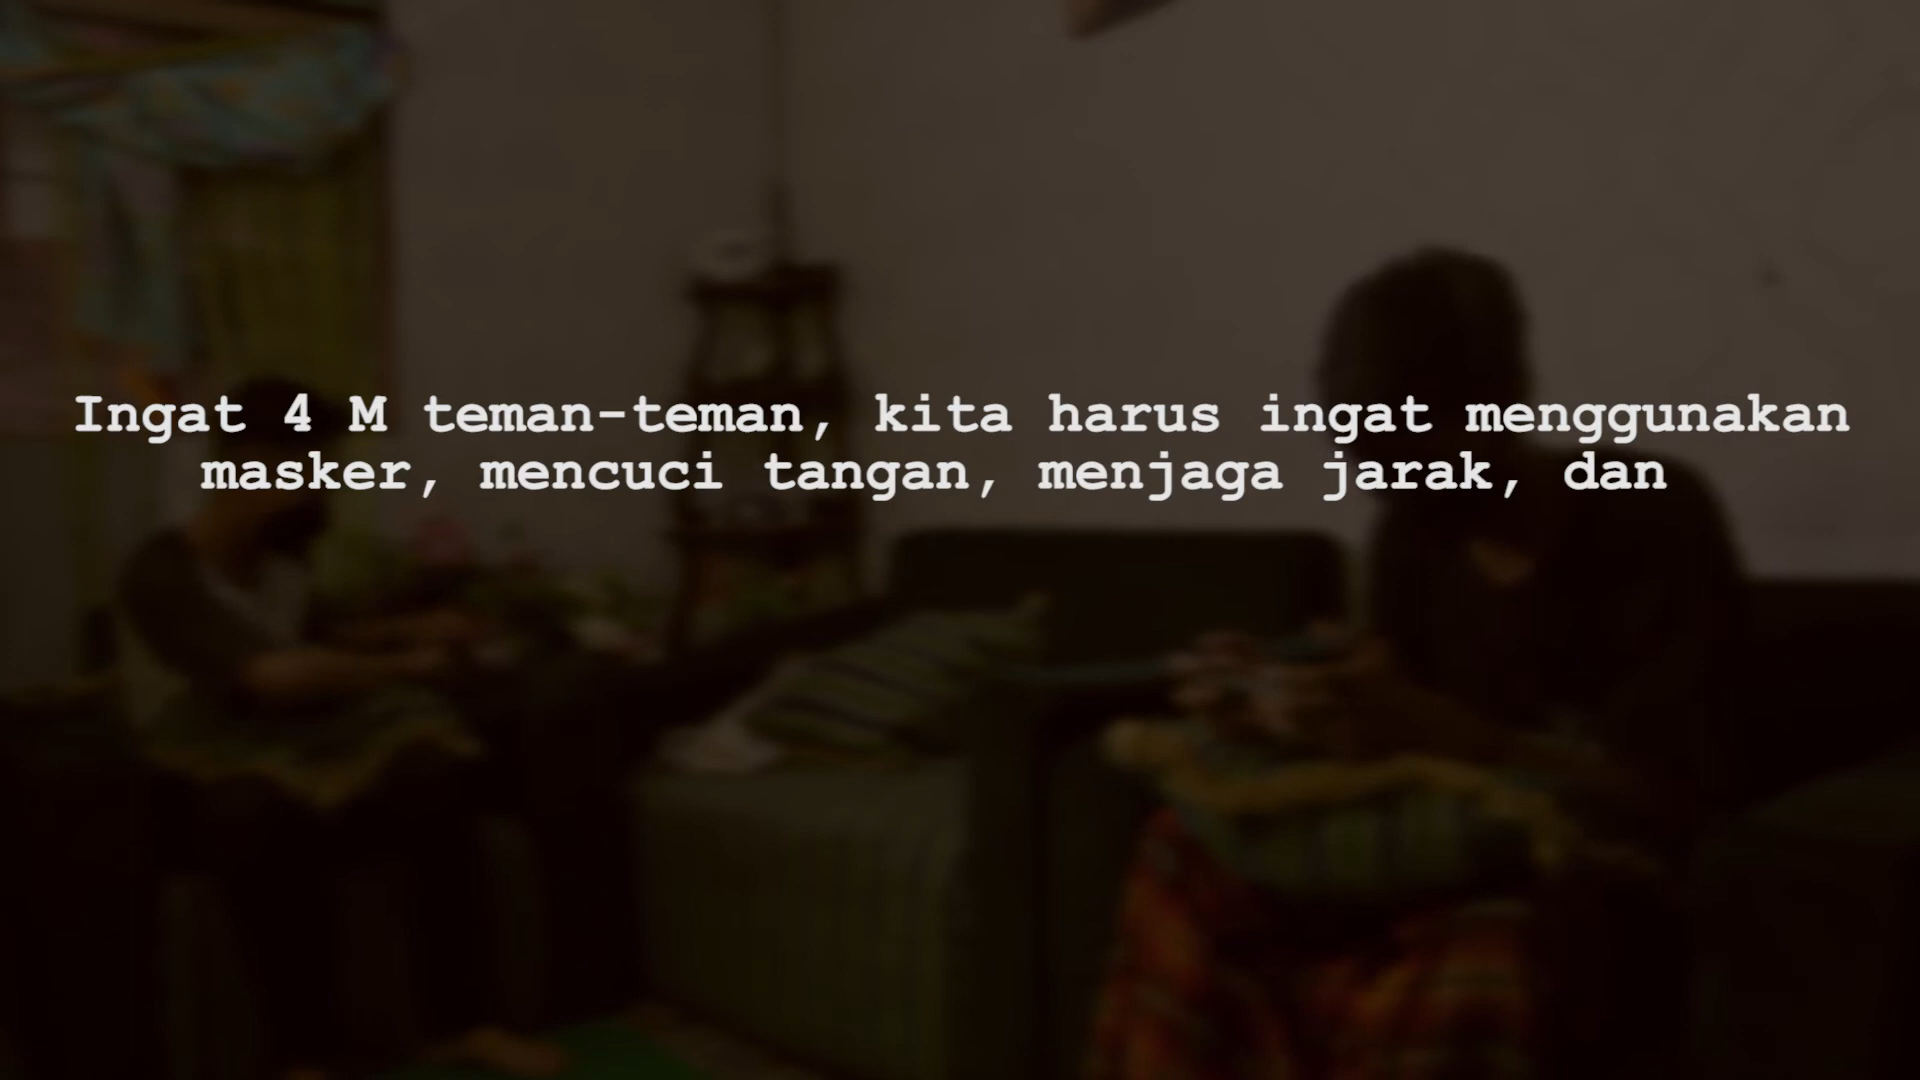 Ingat 4 M teman-teman, kita harus ingat menggunakan
masker, mencuci tangan, menjaga jarak, dan